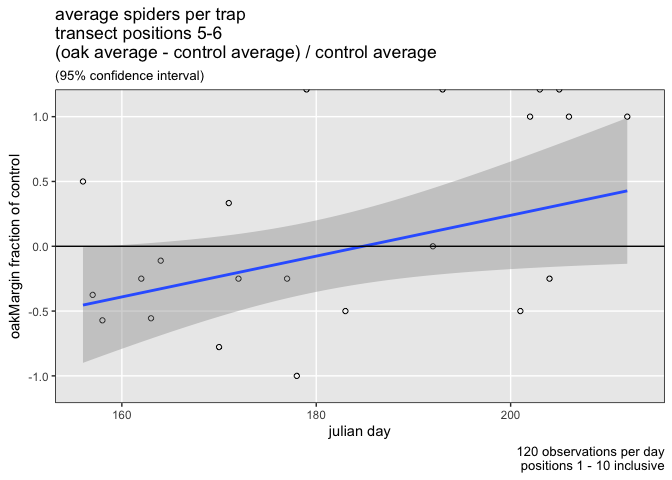 average spiders per trap
transect positions 5-6
(oak average - control average) / control average
(95% confidence interval)
oakMargin fraction of control
1.0
0.5
0.0
-0.5
-1.0
160
180
200
julian day
120 observations per day
positions 1 - 10 inclusive